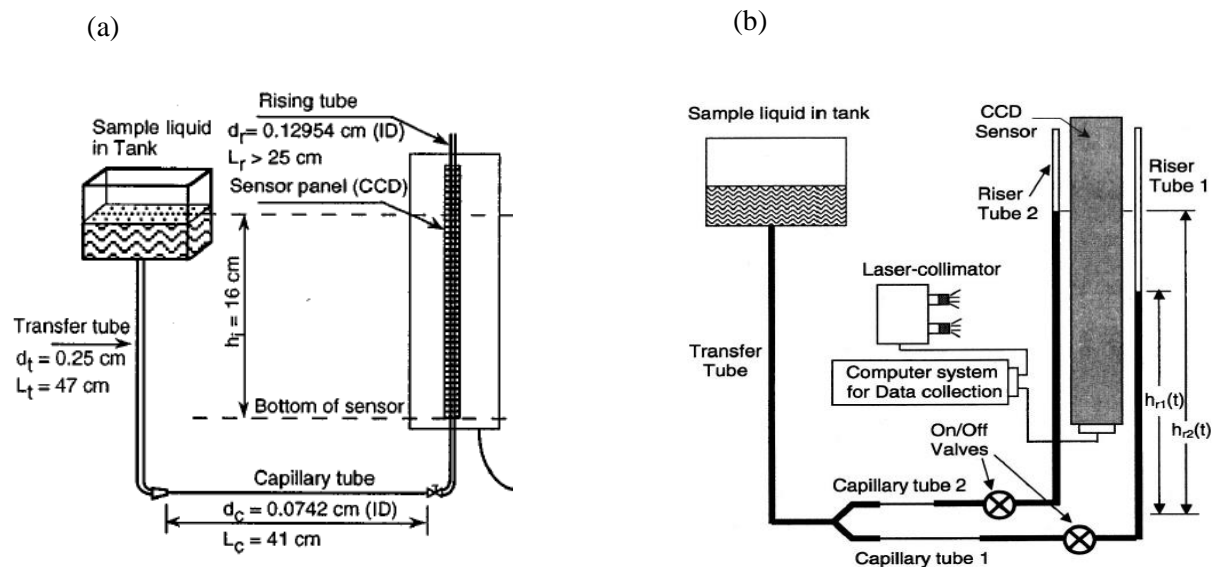 (a)
Rising tube
d_r = 0.12954 cm (ID)
L_r > 25 cm
Sample liquid
in Tank
Sensor panel (CCD)
h_i = 16 cm
Transfer tube
d_t = 0.25 cm
L_t = 47 cm
Bottom of sensor
Capillary tube
d_c = 0.0742 cm (ID)
L_c = 41 cm
(b)
Sample liquid in tank
CCD
Sensor
Riser
Tube 1
Riser
Tube 2
Laser-collimator
Transfer
Tube
Computer system
for Data collection
h_r1(t)
h_r2(t)
On/Off
Valves
Capillary tube 2
Capillary tube 1